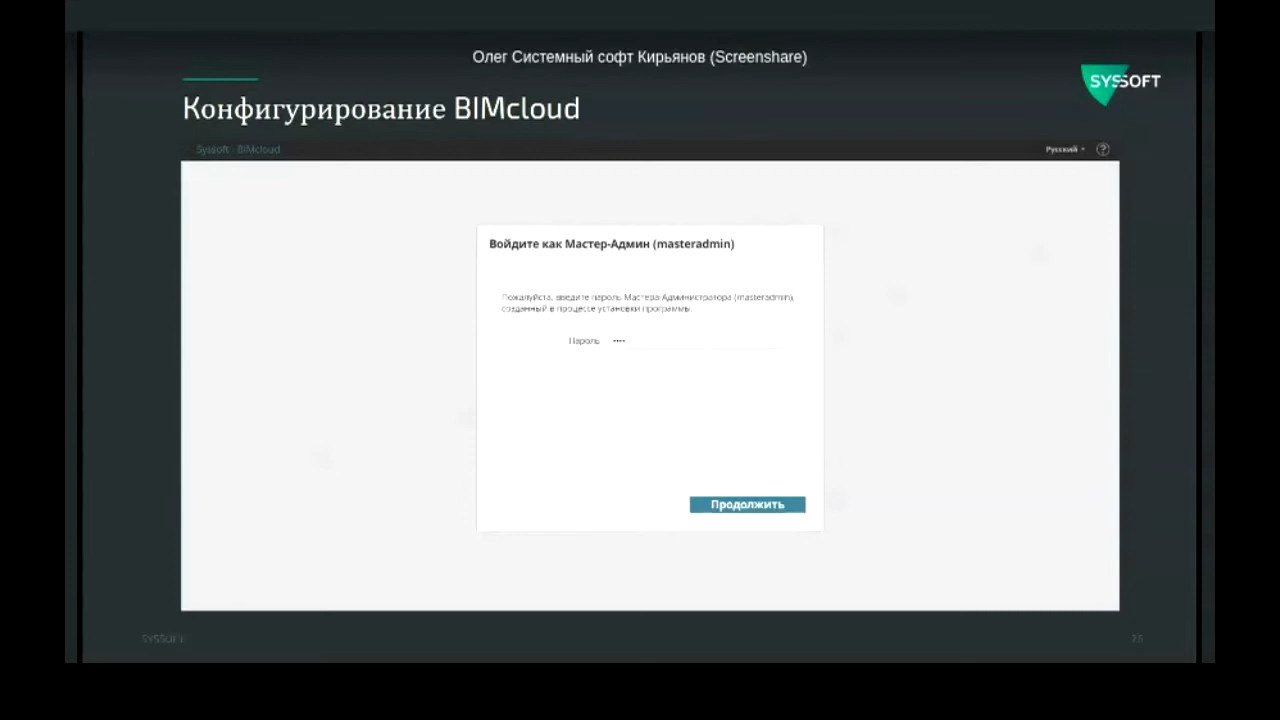 Олег Системный софт Кирьянов (Screenshare)
SYSSOFT
Конфигурирование BIMcloud
Syssoft - BIMcloud
Русский
?
Войдите как Мастер-Админ (masteradmin)
Пожалуйста, введите пароль Мастера-Администратора (masteradmin),
созданный в процессе установки программы.
Пароль ••••
Продолжить
SYSSOFT